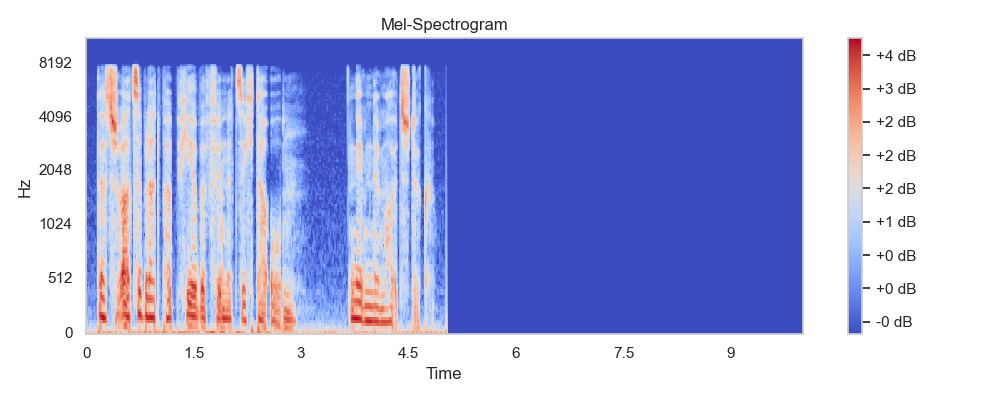 Mel-Spectrogram
8192
4096
2048
1024
512
0
Hz
0 1.5 3 4.5 6 7.5 9
Time
+4 dB
+3 dB
+2 dB
+2 dB
+2 dB
+1 dB
+0 dB
+0 dB
-0 dB